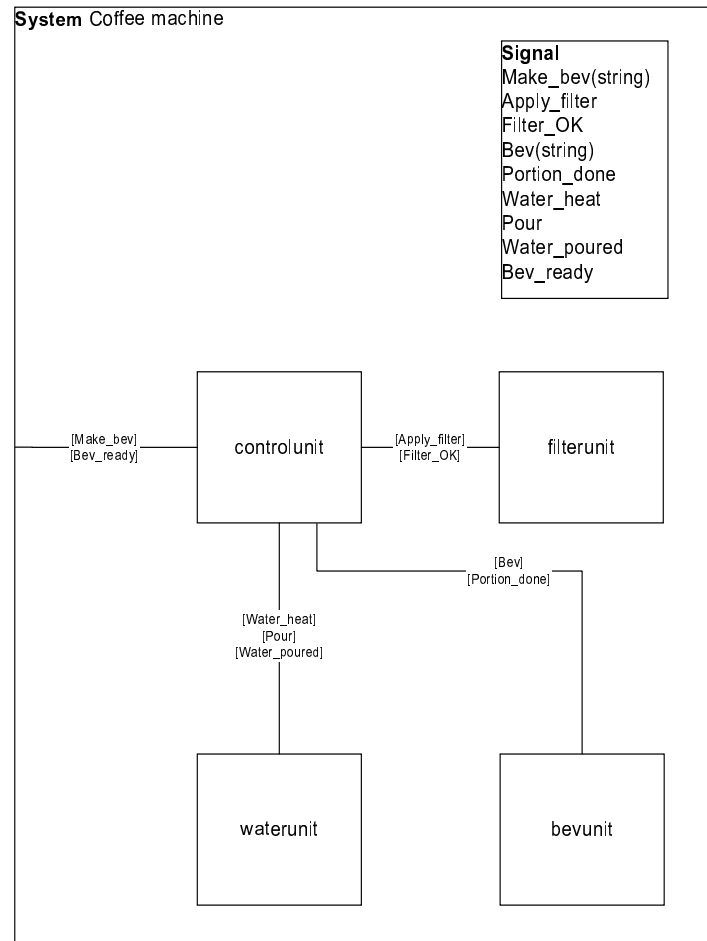 System Coffee machine
Signal
Make_bev(string)
Apply_filter
Filter_OK
Bev(string)
Portion_done
Water_heat
Pour
Water_poured
Bev_ready
[Make_bev]
[Bev_ready]
controlunit
[Apply_filter]
[Filter_OK]
filterunit
[Bev]
[Portion_done]
[Water_heat]
[Pour]
[Water_poured]
waterunit
bevunit